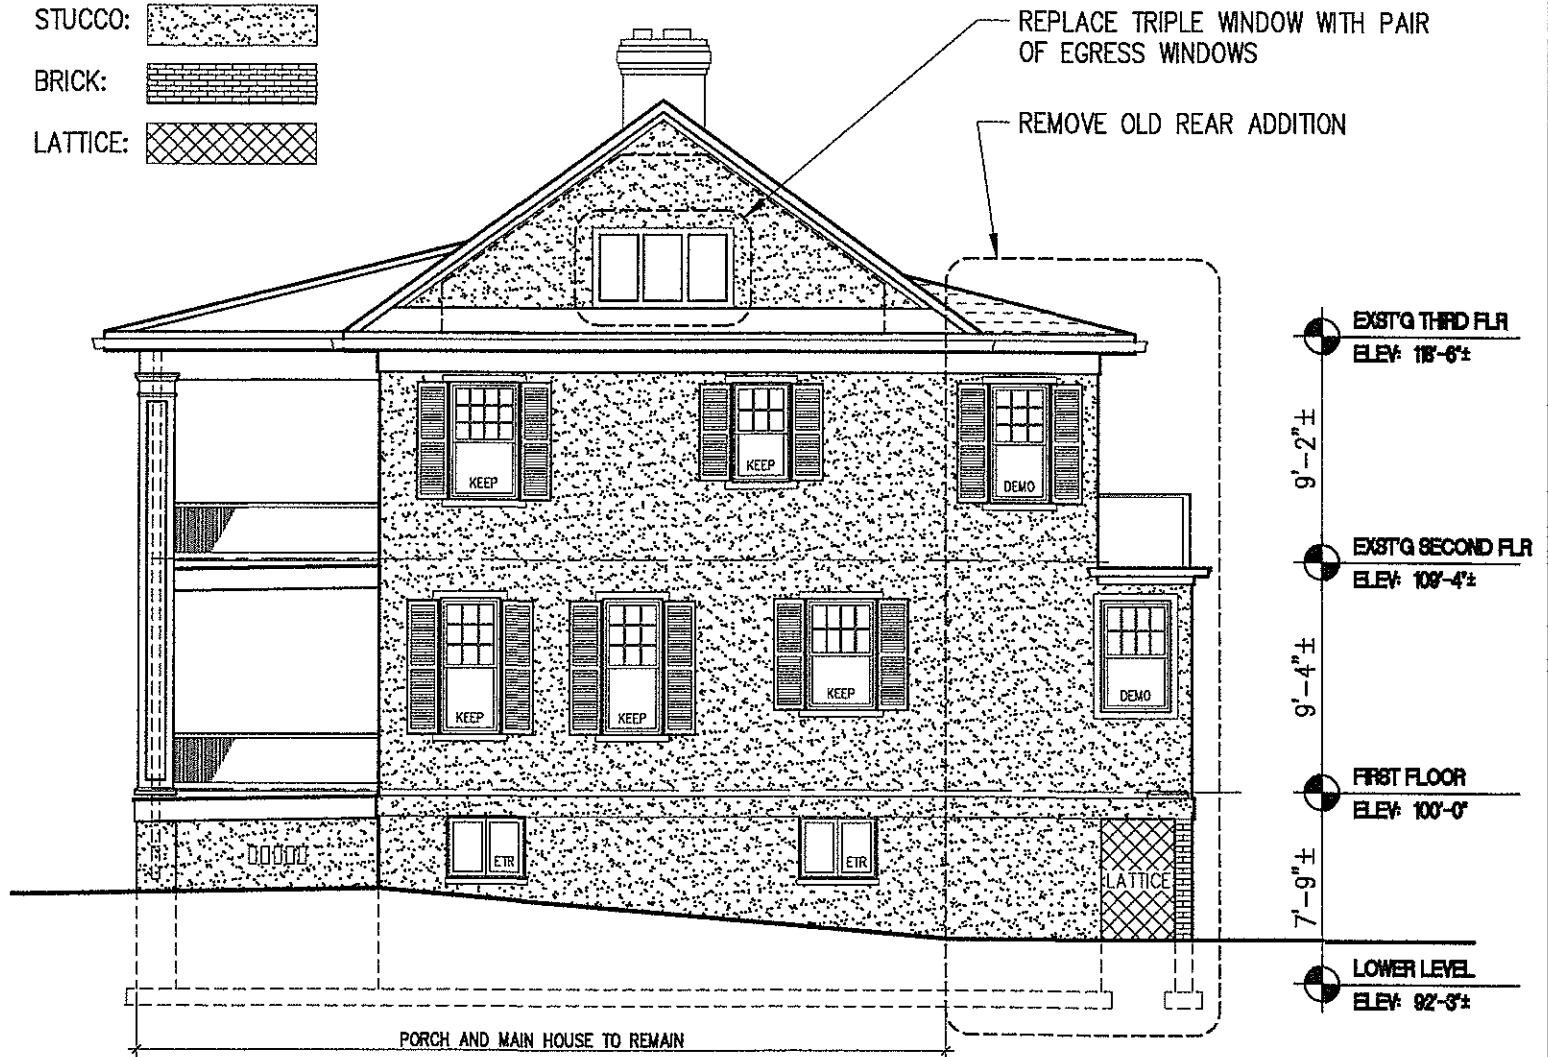 STUCCO:
BRICK:
LATTICE:
REPLACE TRIPLE WINDOW WITH PAIR
OF EGRESS WINDOWS
REMOVE OLD REAR ADDITION
EXST'G THIRD FLR
ELEV: 118'-6"±
9'-2"±
KEEP
KEEP
DEMO
EXST'G SECOND FLR
ELEV: 109'-4"±
9'-4"±
KEEP
KEEP
KEEP
DEMO
FIRST FLOOR
ELEV: 100'-0"
7'-9"±
ETR
ETR
LATTICE
LOWER LEVEL
ELEV: 92'-3"±
PORCH AND MAIN HOUSE TO REMAIN